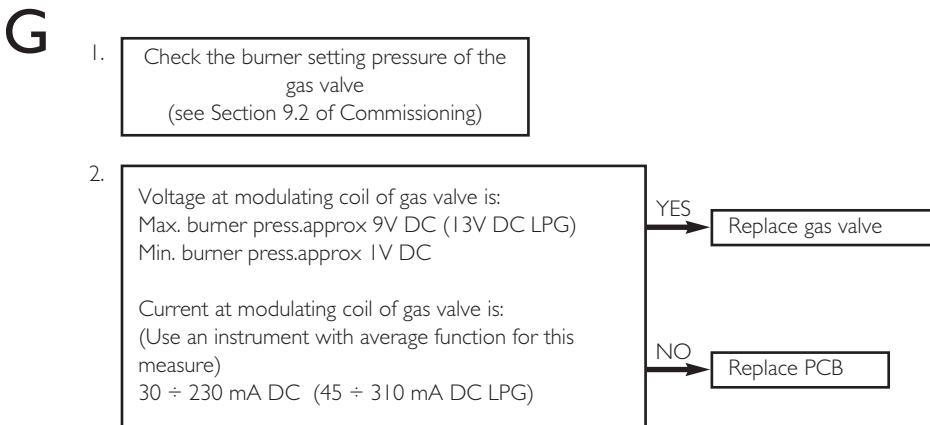 G
1.
Check the burner setting pressure of the
gas valve
(see Section 9.2 of Commissioning)
2.
Voltage at modulating coil of gas valve is:
Max. burner press.approx 9V DC (13V DC LPG)
Min. burner press.approx 1V DC
YES
Replace gas valve
Current at modulating coil of gas valve is:
(Use an instrument with average function for this
measure)
30 ÷ 230 mA DC (45 ÷ 310 mA DC LPG)
NO
Replace PCB